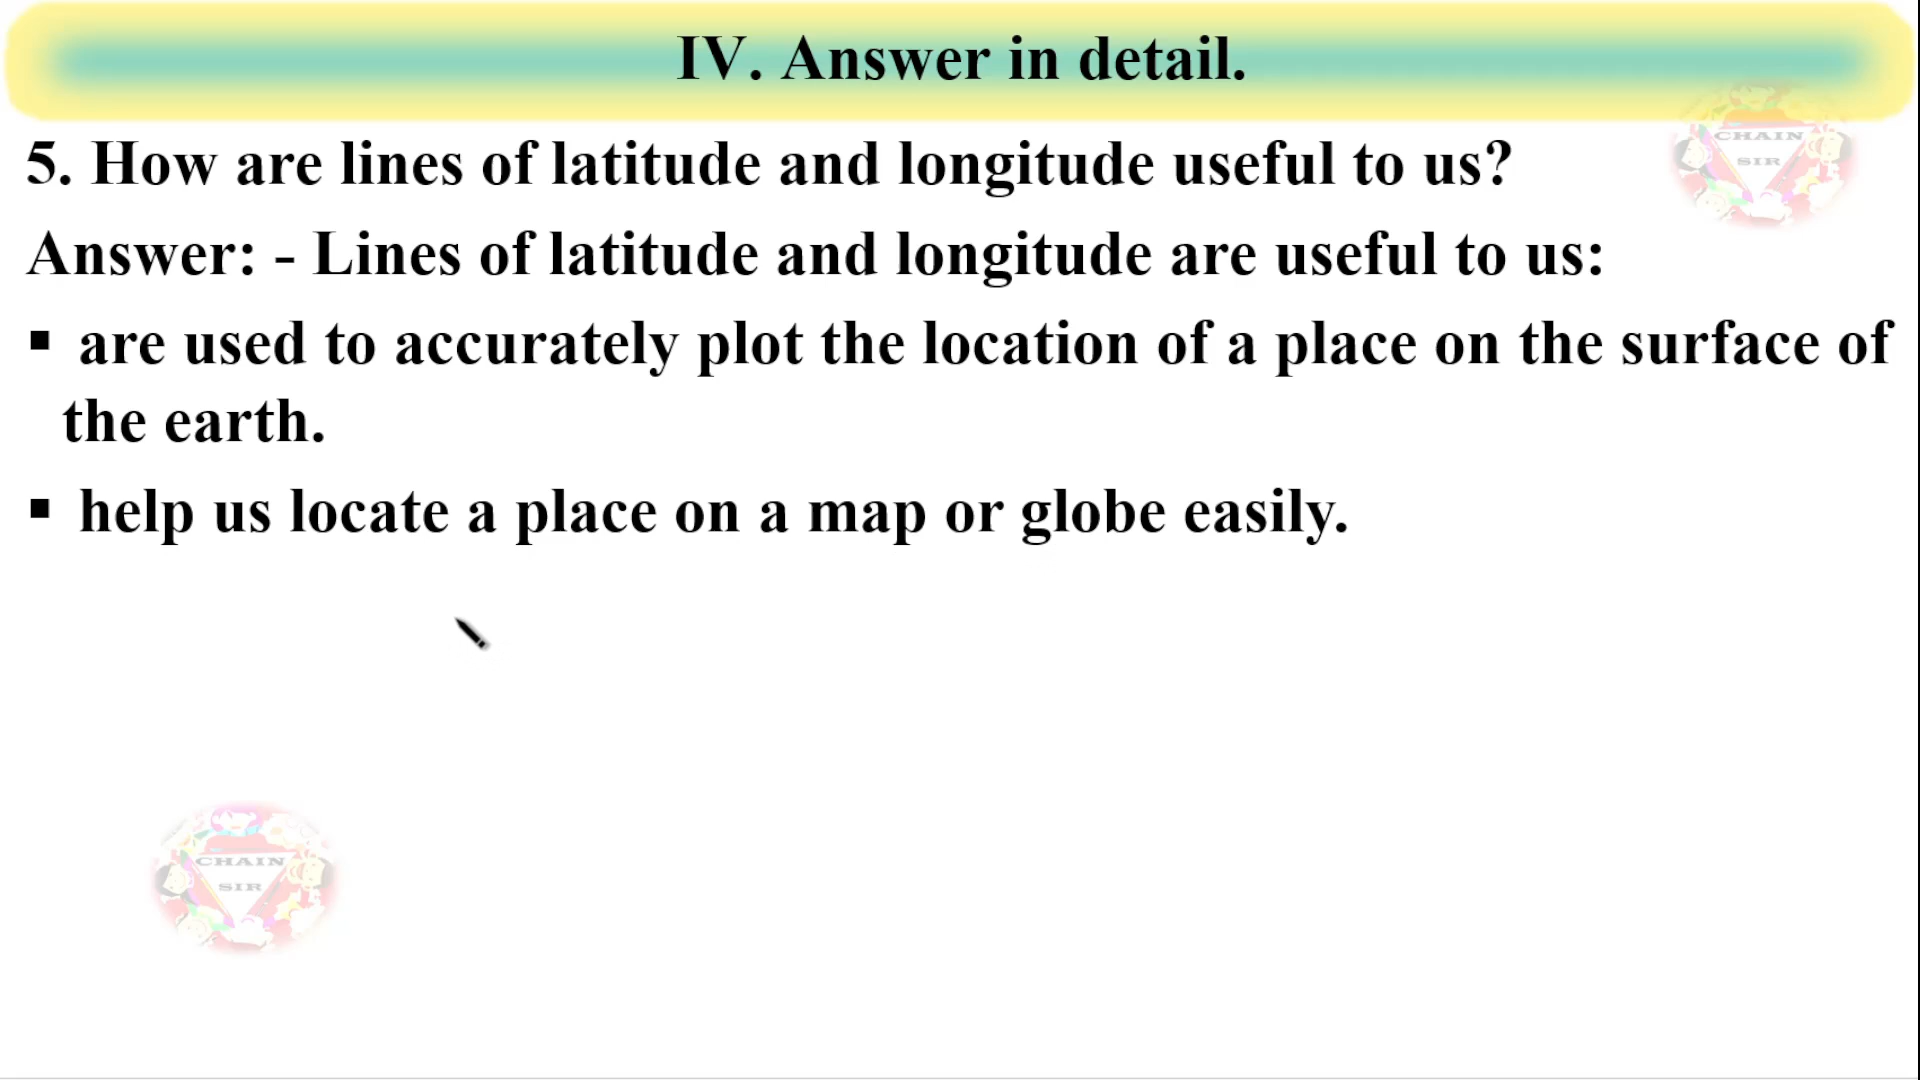 IV. Answer in detail.
CHAIN
SIR
5. How are lines of latitude and longitude useful to us?
Answer: - Lines of latitude and longitude are useful to us:
▪ are used to accurately plot the location of a place on the surface of
the earth.
▪ help us locate a place on a map or globe easily.
CHAIN
SIR